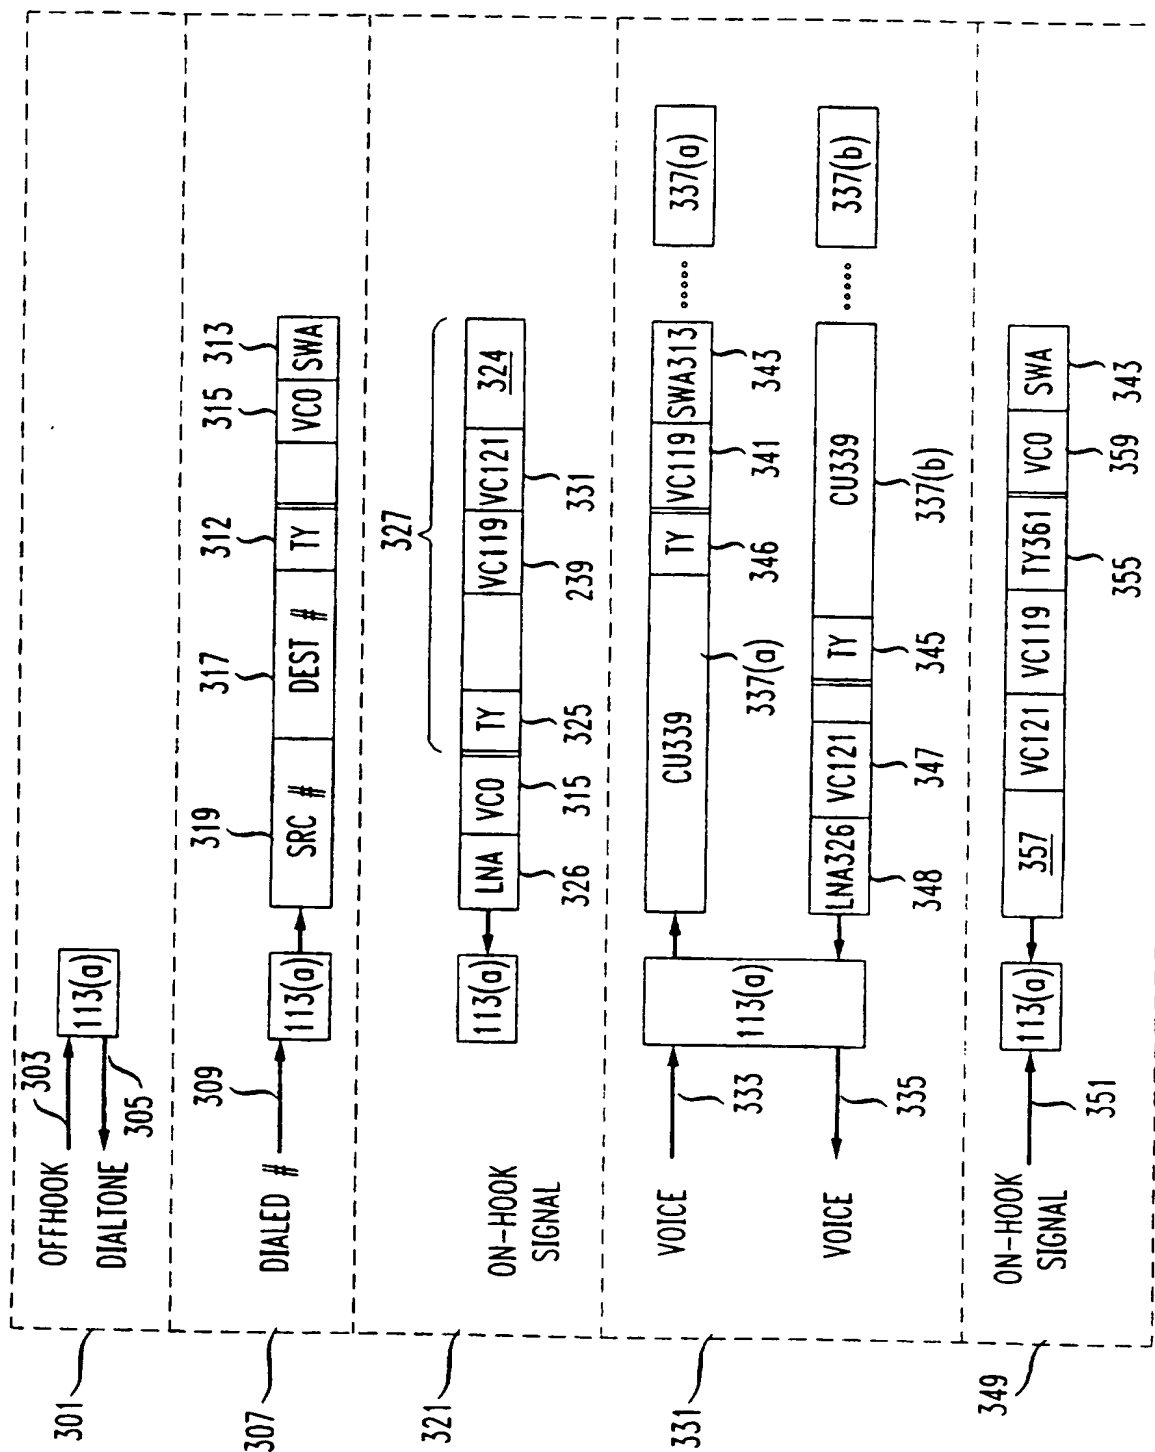 301
OFFHOOK
DIALTONE
303
305
113(a)
307
DIALED #
309
113(a)
319
317
312
315
313
SRC #
DEST #
TY
VC0
SWA
321
ON-HOOK
SIGNAL
113(a)
327
LNA
VC0
TY
VC119
VC121
324
326
315
325
239
331
331
VOICE
333
113(a)
CU339
TY
VC119
SWA313
337(a)
337(a)
346
341
343
VOICE
335
LNA326
VC121
TY
CU339
337(b)
348
347
345
337(b)
349
ON-HOOK
SIGNAL
351
113(a)
357
VC121
VC119
TY361
VC0
SWA
355
359
343